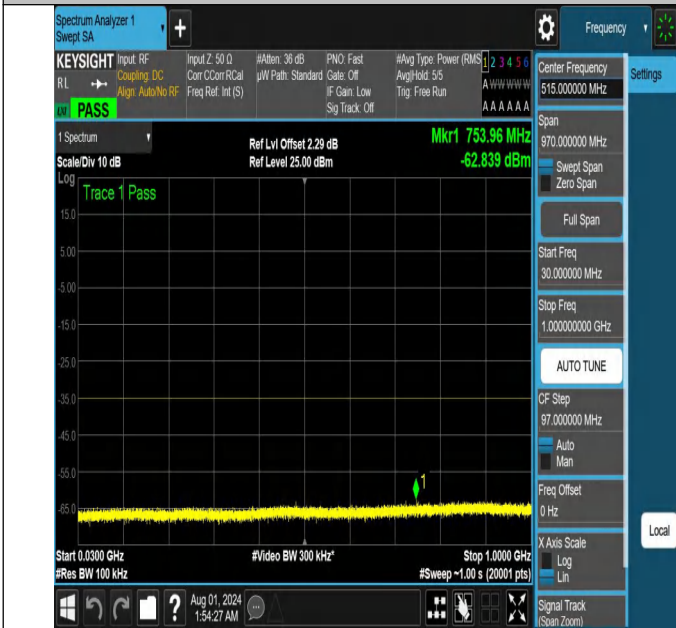 Spectrum Analyzer 1
Swept SA
+
Frequency
KEYSIGHT
Input: RF
Input Z: 50 Ω
#Atten: 36 dB
PNO: Fast
#Avg Type: Power (RMS
1 2 3 4 5 6
RL
Coupling: DC
Corr CCorr RCal
µW Path: Standard
Gate: Off
Avg|Hold: 5/5
A W W W W W
Align: Auto/No RF
Freq Ref: Int (S)
IF Gain: Low
Trig: Free Run
Sig Track: Off
A A A A A A
PASS
1 Spectrum
Ref Lvl Offset 2.29 dB
Mkr1 753.96 MHz
Scale/Div 10 dB
Ref Level 25.00 dBm
-62.839 dBm
Log
Trace 1 Pass
15.0
5.00
-5.00
-15.0
-25.0
-35.0
-45.0
-55.0
-65.0
1
Start 0.0300 GHz
#Video BW 300 kHz*
Stop 1.0000 GHz
#Res BW 100 kHz
#Sweep ~1.00 s (20001 pts)
?
Aug 01, 2024
1:54:27 AM
Center Frequency
515.000000 MHz
Settings
Span
970.000000 MHz
Swept Span
Zero Span
Full Span
Start Freq
30.000000 MHz
Stop Freq
1.000000000 GHz
AUTO TUNE
CF Step
97.000000 MHz
Auto
Man
Freq Offset
0 Hz
Local
X Axis Scale
Log
Lin
Signal Track
(Span Zoom)